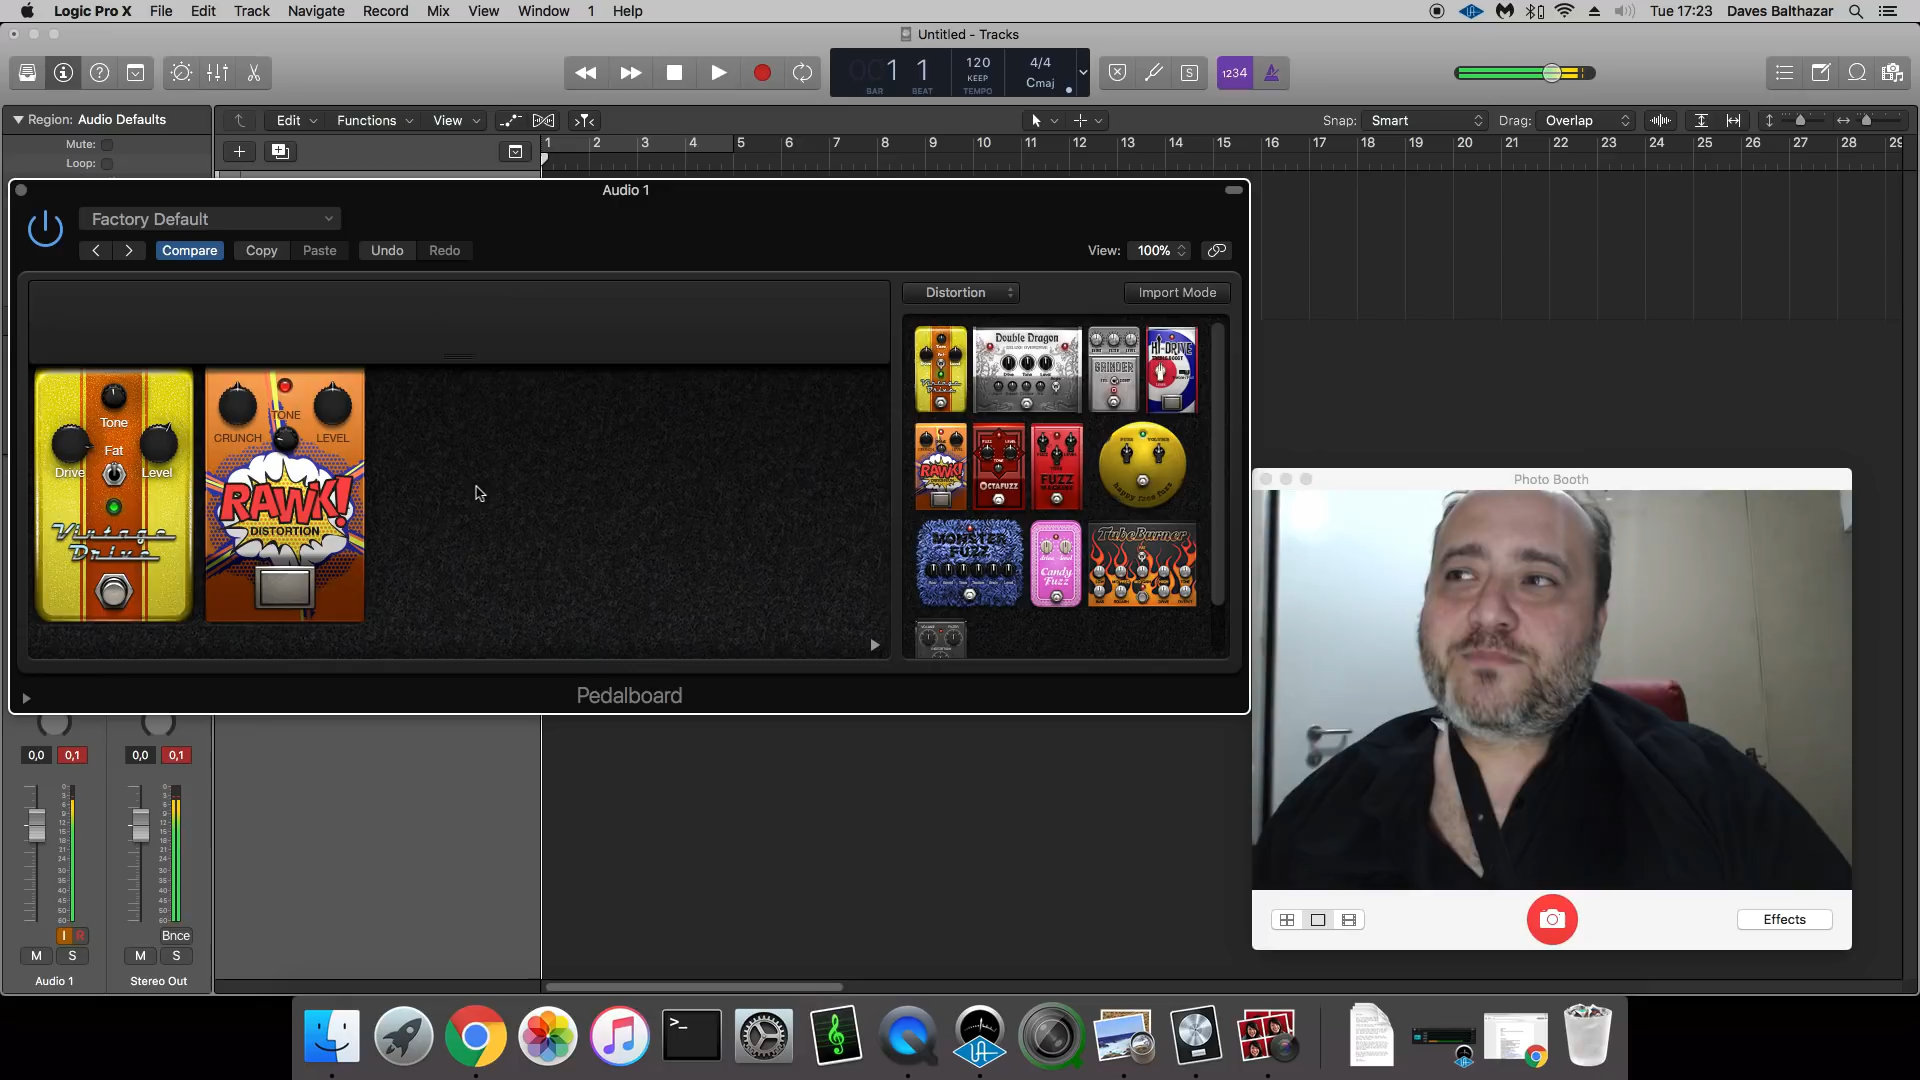 Logic Pro X File Edit Track Navigate Record Mix View Window 1 Help Tue 17:23 Daves Balthazar
Untitled - Tracks
1 1 120 4/4
KEEP Cmaj
BAR BEAT TEMPO
S 1234
Region: Audio Defaults Edit Functions View Snap: Smart Drag: Overlap
Mute:
Loop:
1 2 3 4 5 6 7 8 9 10 11 12 13 14 15 16 17 18 19 20 21 22 23 24 25 26 27 28 29
Audio 1
Factory Default
Compare Copy Paste Undo Redo View: 100%
Distortion Import Mode
Tone
Fat
Drive Level
Vintage Drive
TONE
CRUNCH LEVEL
RAWK!
DISTORTION
Double Dragon
GRINDER
HI-DRIVE
RAWK!
OCTAFUZZ
FUZZ
happy face fuzz
MONSTER FUZZ
Candy Fuzz
TubeBurner
Pedalboard
Photo Booth
Effects
0,0 0,1 0,0 0,1
I R Bnce
M S M S
Audio 1 Stereo Out